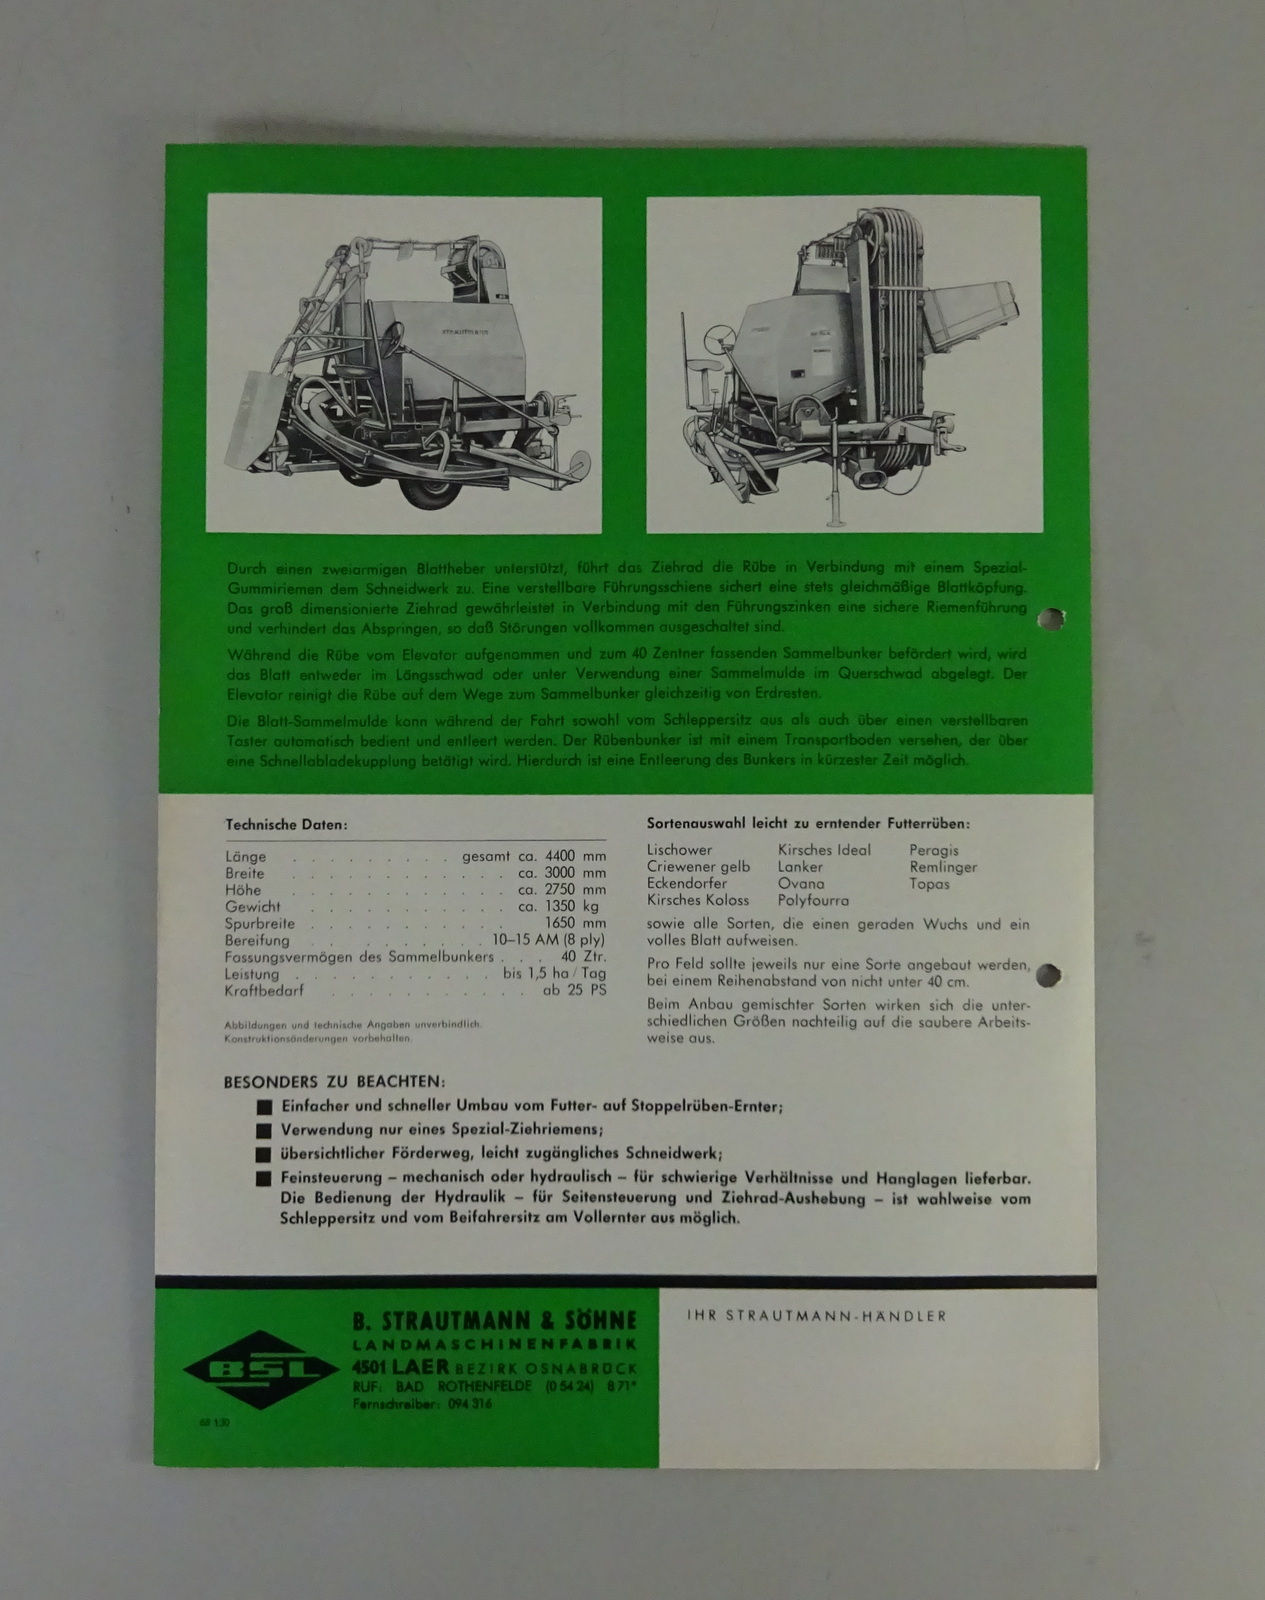 strautmann
Durch einen zweiarmigen Blattheber unterstützt, führt das Ziehrad die Rübe in Verbindung mit einem Spezial-
Gummiriemen dem Schneidwerk zu. Eine verstellbare Führungsschiene sichert eine stets gleichmäßige Blattköpfung.
Das groß dimensionierte Ziehrad gewährleistet in Verbindung mit den Führungszinken eine sichere Riemenführung
und verhindert das Abspringen, so daß Störungen vollkommen ausgeschaltet sind.
Während die Rübe vom Elevator aufgenommen und zum 40 Zentner fassenden Sammelbunker befördert wird, wird
das Blatt entweder im Längsschwad oder unter Verwendung einer Sammelmulde im Querschwad abgelegt. Der
Elevator reinigt die Rübe auf dem Wege zum Sammelbunker gleichzeitig von Erdresten.
Die Blatt-Sammelmulde kann während der Fahrt sowohl vom Schleppersitz aus als auch über einen verstellbaren
Taster automatisch bedient und entleert werden. Der Rübenbunker ist mit einem Transportboden versehen, der über
eine Schnellabladekupplung betätigt wird. Hierdurch ist eine Entleerung des Bunkers in kürzester Zeit möglich.
Technische Daten:
Länge . . . . . . . . . gesamt ca. 4400 mm
Breite . . . . . . . . . . . . ca. 3000 mm
Höhe . . . . . . . . . . . . ca. 2750 mm
Gewicht . . . . . . . . . . . ca. 1350 kg
Spurbreite . . . . . . . . . . . 1650 mm
Bereifung . . . . . . . . . 10–15 AM (8 ply)
Fassungsvermögen des Sammelbunkers . . . 40 Ztr.
Leistung . . . . . . . . . . . bis 1,5 ha / Tag
Kraftbedarf . . . . . . . . . . . ab 25 PS
Abbildungen und technische Angaben unverbindlich.
Konstruktionsänderungen vorbehalten.
Sortenauswahl leicht zu erntender Futterrüben:
Lischower Kirsches Ideal Peragis
Criewener gelb Lanker Remlinger
Eckendorfer Ovana Topas
Kirsches Koloss Polyfourra
sowie alle Sorten, die einen geraden Wuchs und ein
volles Blatt aufweisen.
Pro Feld sollte jeweils nur eine Sorte angebaut werden,
bei einem Reihenabstand von nicht unter 40 cm.
Beim Anbau gemischter Sorten wirken sich die unter-
schiedlichen Größen nachteilig auf die saubere Arbeits-
weise aus.
BESONDERS ZU BEACHTEN:
■ Einfacher und schneller Umbau vom Futter- auf Stoppelrüben-Ernter;
■ Verwendung nur eines Spezial-Ziehriemens;
■ übersichtlicher Förderweg, leicht zugängliches Schneidwerk;
■ Feinsteuerung – mechanisch oder hydraulisch – für schwierige Verhältnisse und Hanglagen lieferbar.
Die Bedienung der Hydraulik – für Seitensteuerung und Ziehrad-Aushebung – ist wahlweise vom
Schleppersitz und vom Beifahrersitz am Vollernter aus möglich.
BSL
68 130
B. STRAUTMANN & SÖHNE
LANDMASCHINENFABRIK
4501 LAER BEZIRK OSNABRÜCK
RUF: BAD ROTHENFELDE (0 54 24) 8 71*
Fernschreiber: 094 316
IHR STRAUTMANN-HÄNDLER